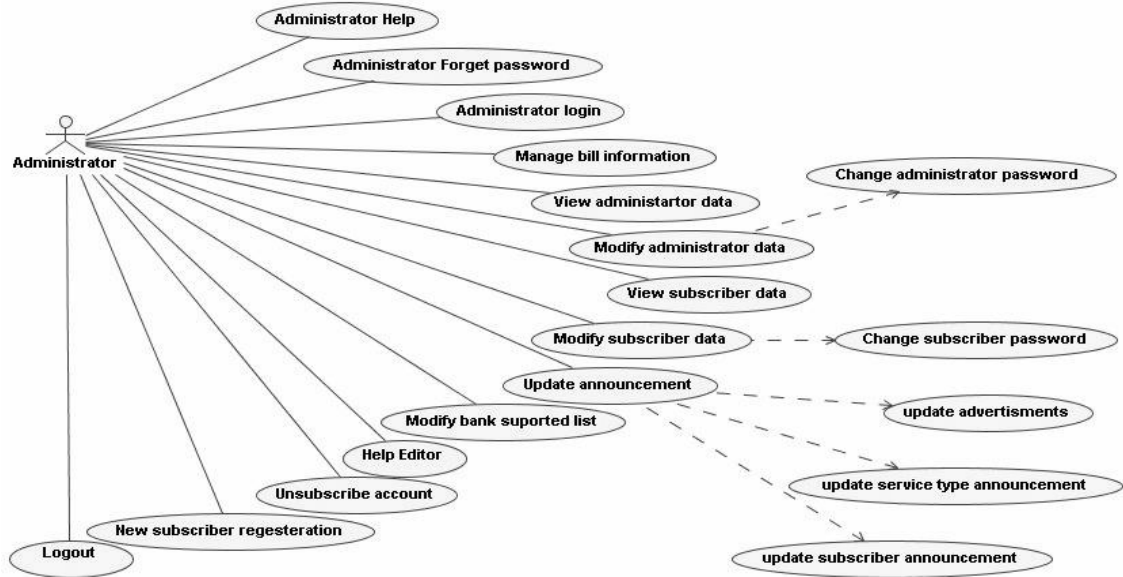 Administrator Help
Administrator Forget password
Administrator login
Administrator
Manage bill information
Change administrator password
View administartor data
Modify administrator data
View subscriber data
Modify subscriber data
Change subscriber password
Update announcement
update advertisments
Modify bank suported list
Help Editor
update service type announcement
Unsubscribe account
New subscriber regesteration
Logout
update subscriber announcement